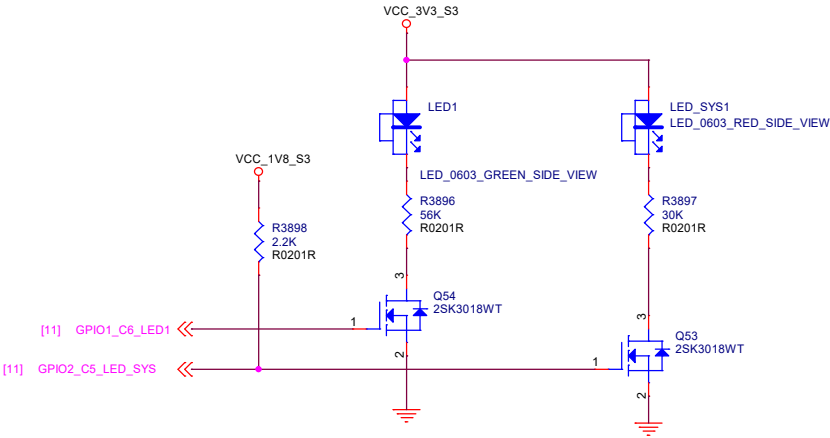 VCC_3V3_S3
LED1
LED_SYS1
LED_0603_RED_SIDE_VIEW
VCC_1V8_S3
LED_0603_GREEN_SIDE_VIEW
R3896
56K
R0201R
R3897
30K
R0201R
R3898
2.2K
R0201R
3
Q54
2SK3018WT
1
2
[11] GPIO1_C6_LED1
3
Q53
2SK3018WT
1
2
[11] GPIO2_C5_LED_SYS